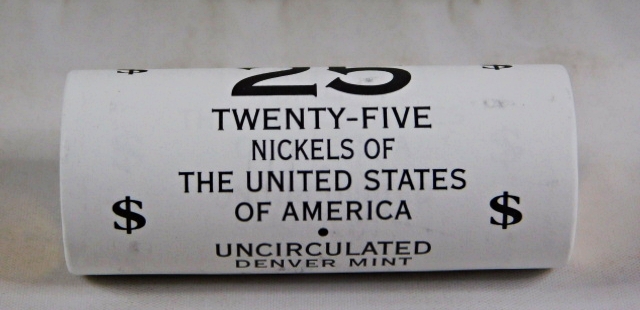 $ 25 $
TWENTY-FIVE
NICKELS OF
THE UNITED STATES
$ OF AMERICA $
•
UNCIRCULATED
DENVER MINT